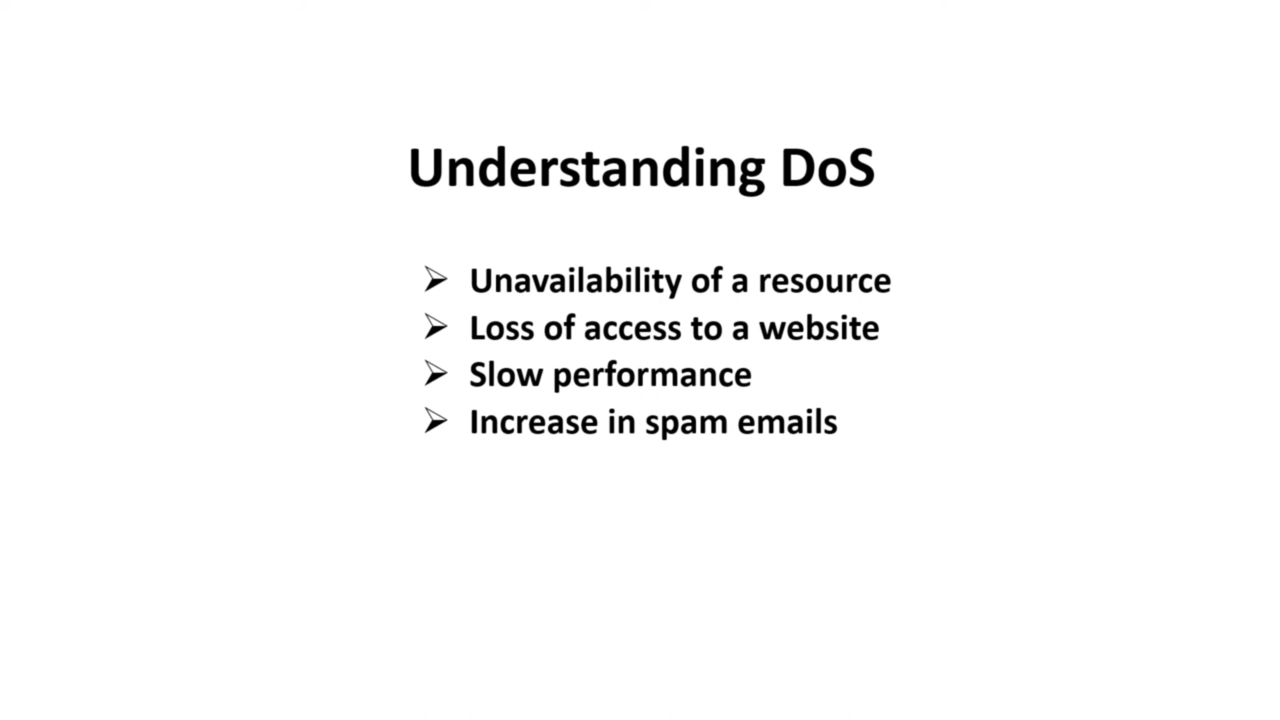 Understanding DoS
➢ Unavailability of a resource
➢ Loss of access to a website
➢ Slow performance
➢ Increase in spam emails